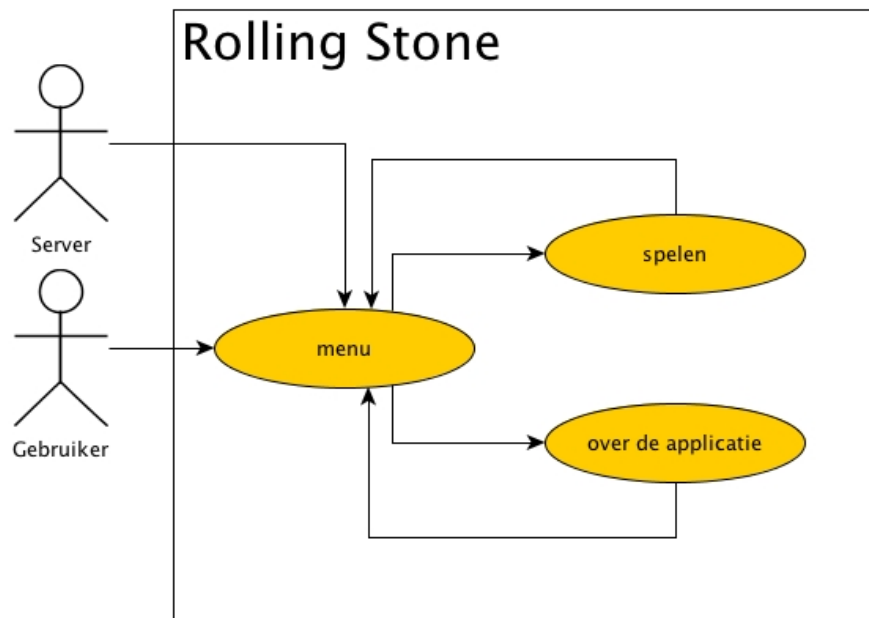 Rolling Stone
Server
spelen
menu
Gebruiker
over de applicatie